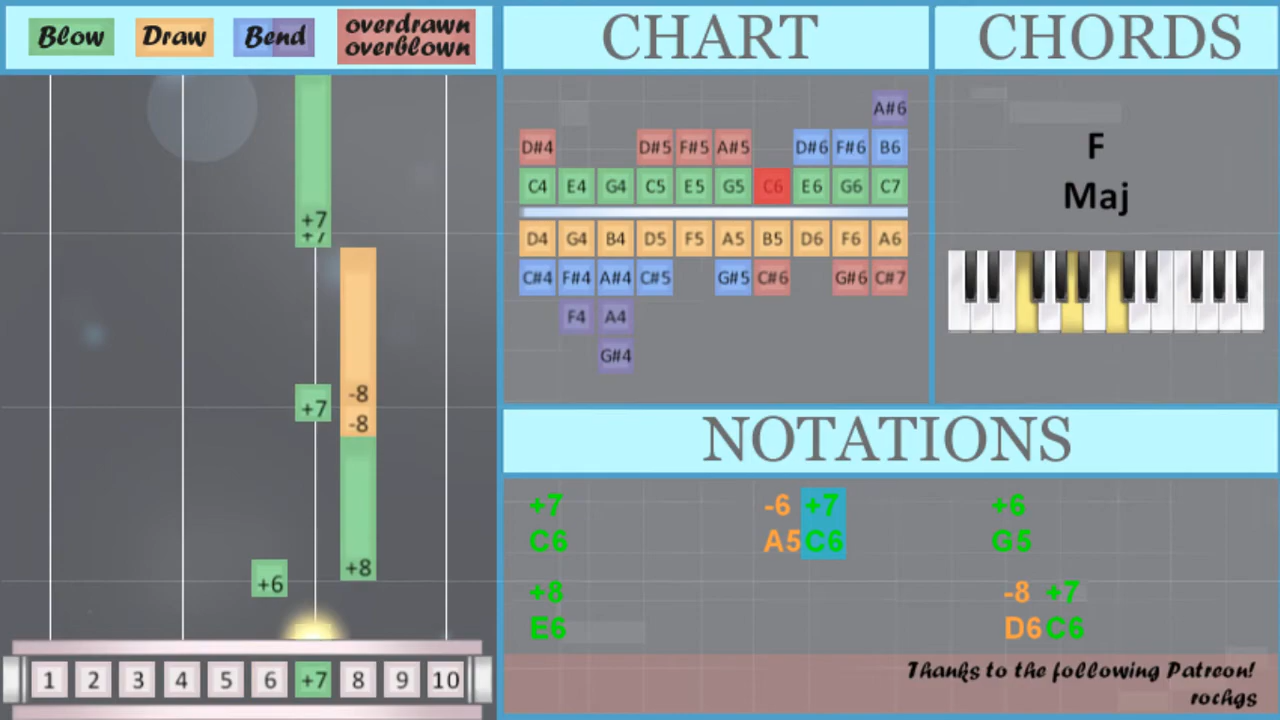 Blow Draw Bend overdrawn
overblown
CHART
CHORDS
+7
+7
-8
+7
-8
+8
+6
1 2 3 4 5 6 +7 8 9 10
A#6
D#4 D#5 F#5 A#5 D#6 F#6 B6
C4 E4 G4 C5 E5 G5 C6 E6 G6 C7
D4 G4 B4 D5 F5 A5 B5 D6 F6 A6
C#4 F#4 A#4 C#5 G#5 C#6 G#6 C#7
F4 A4
G#4
F
Maj
NOTATIONS
+7 -6 +7 +6
C6 A5 C6 G5
+8 -8 +7
E6 D6 C6
Thanks to the following Patreon!
rochgs